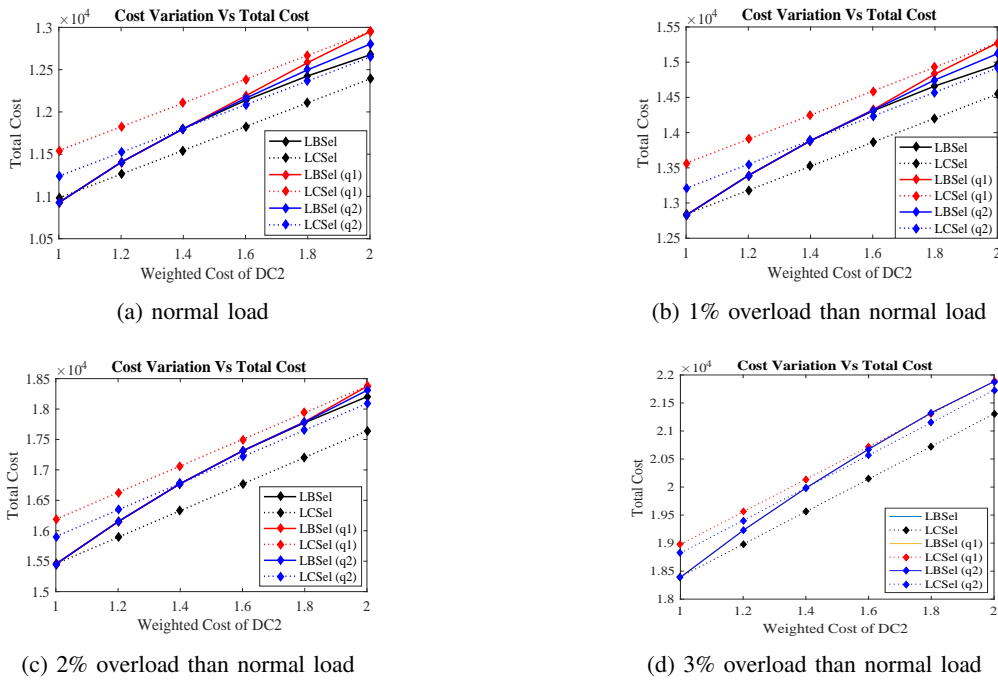 Cost Variation Vs Total Cost
×10⁴
1.3
1.25
1.2
1.15
1.1
1.05
Total Cost
1 1.2 1.4 1.6 1.8 2
Weighted Cost of DC2
LBSel
LCSel
LBSel (q1)
LCSel (q1)
LBSel (q2)
LCSel (q2)
(a) normal load
Cost Variation Vs Total Cost
×10⁴
1.55
1.5
1.45
1.4
1.35
1.3
1.25
Total Cost
1 1.2 1.4 1.6 1.8 2
Weighted Cost of DC2
LBSel
LCSel
LBSel (q1)
LCSel (q1)
LBSel (q2)
LCSel (q2)
(b) 1% overload than normal load
Cost Variation Vs Total Cost
×10⁴
1.85
1.8
1.75
1.7
1.65
1.6
1.55
1.5
Total Cost
1 1.2 1.4 1.6 1.8 2
Weighted Cost of DC2
LBSel
LCSel
LBSel (q1)
LCSel (q1)
LBSel (q2)
LCSel (q2)
(c) 2% overload than normal load
Cost Variation Vs Total Cost
×10⁴
2.2
2.15
2.1
2.05
2
1.95
1.9
1.85
1.8
Total Cost
1 1.2 1.4 1.6 1.8 2
Weighted Cost of DC2
LBSel
LCSel
LBSel (q1)
LCSel (q1)
LBSel (q2)
LCSel (q2)
(d) 3% overload than normal load